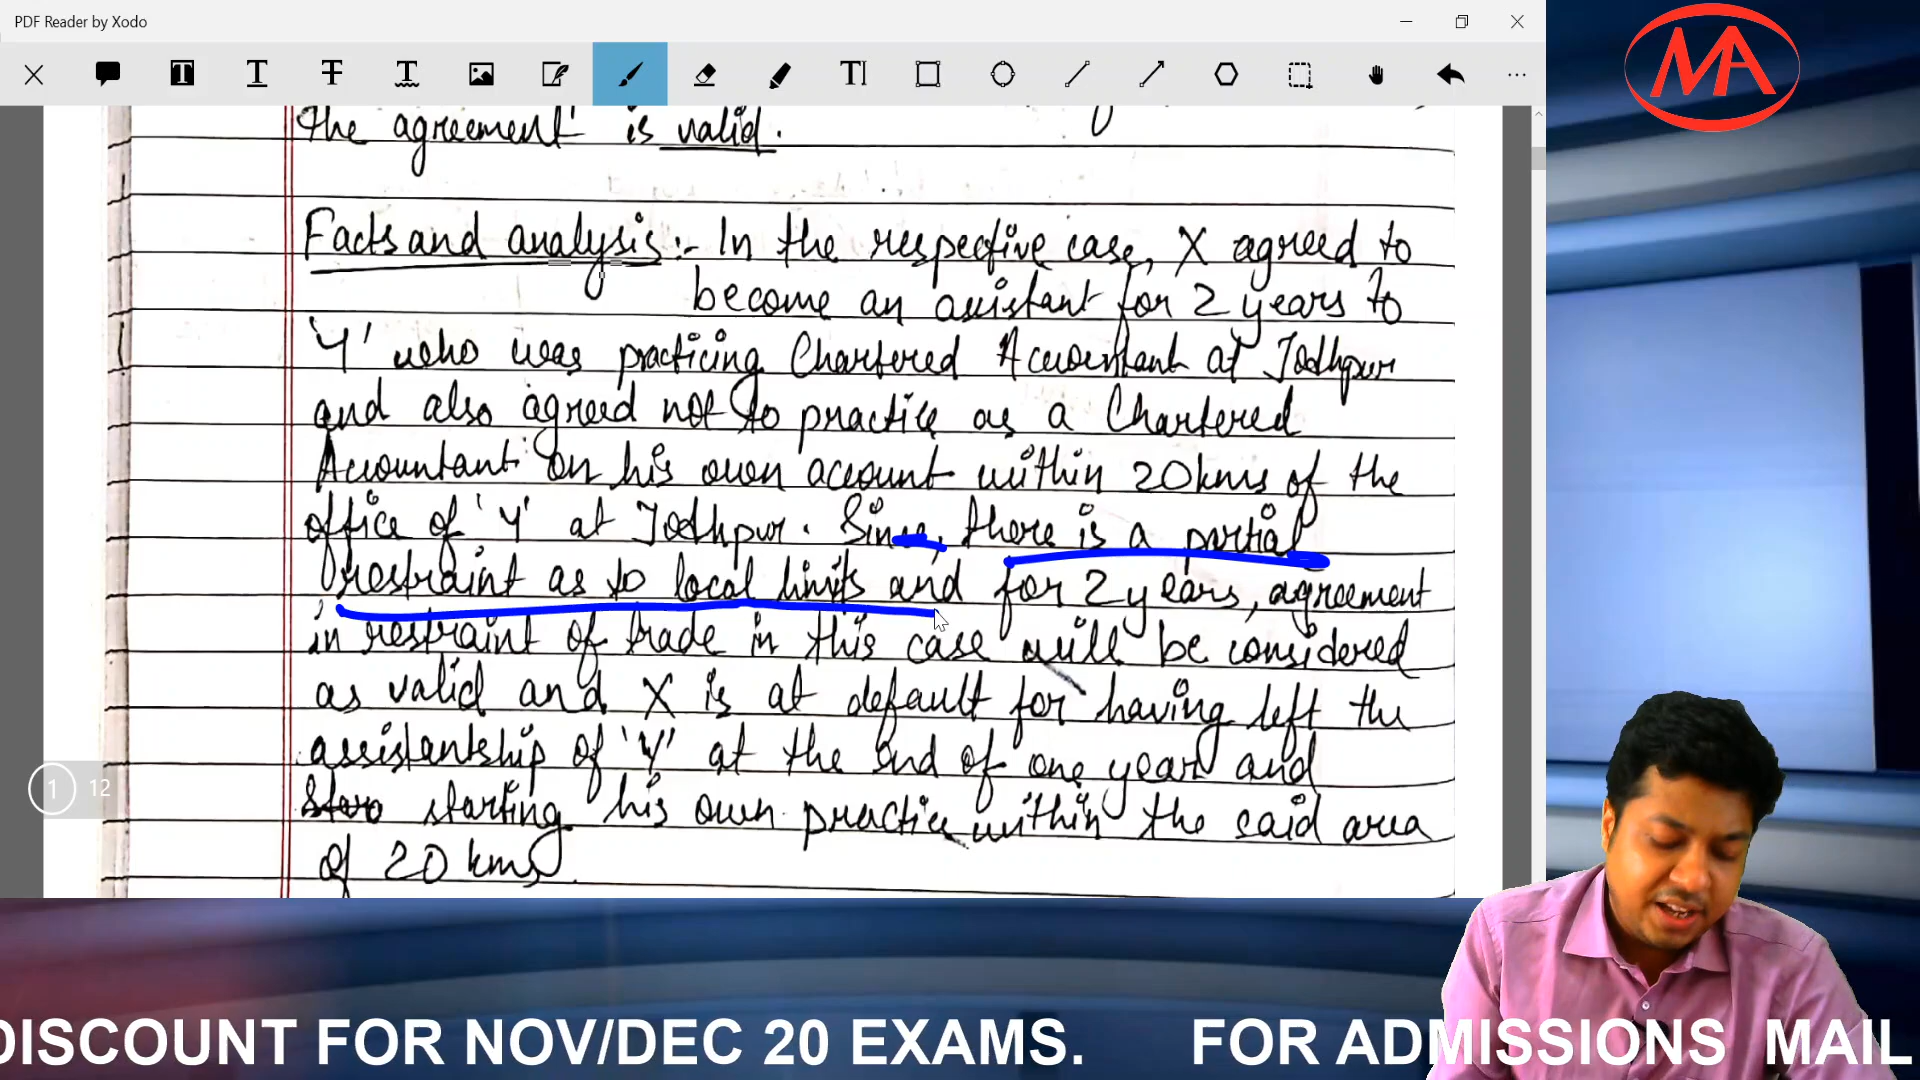 PDF Reader by Xodo
MA
the agreement is valid.
Facts and analysis :- In the respective case, X agreed to
become an assistant for 2 years to
'Y' who was practicing Chartered Accountant at Jodhpur
and also agreed not to practice as a Chartered
Accountant on his own account within 20 kms of the
office of 'Y' at Jodhpur. Since, there is a partial
restraint as to local limits and for 2 years, agreement
in restraint of trade in this case will be considered
as valid and X is at default for having left the
assistantship of 'Y' at the end of one year and
starting his own practice within the said area
of 20 kms.
1 12
DISCOUNT FOR NOV/DEC 20 EXAMS. FOR ADMISSIONS MAIL